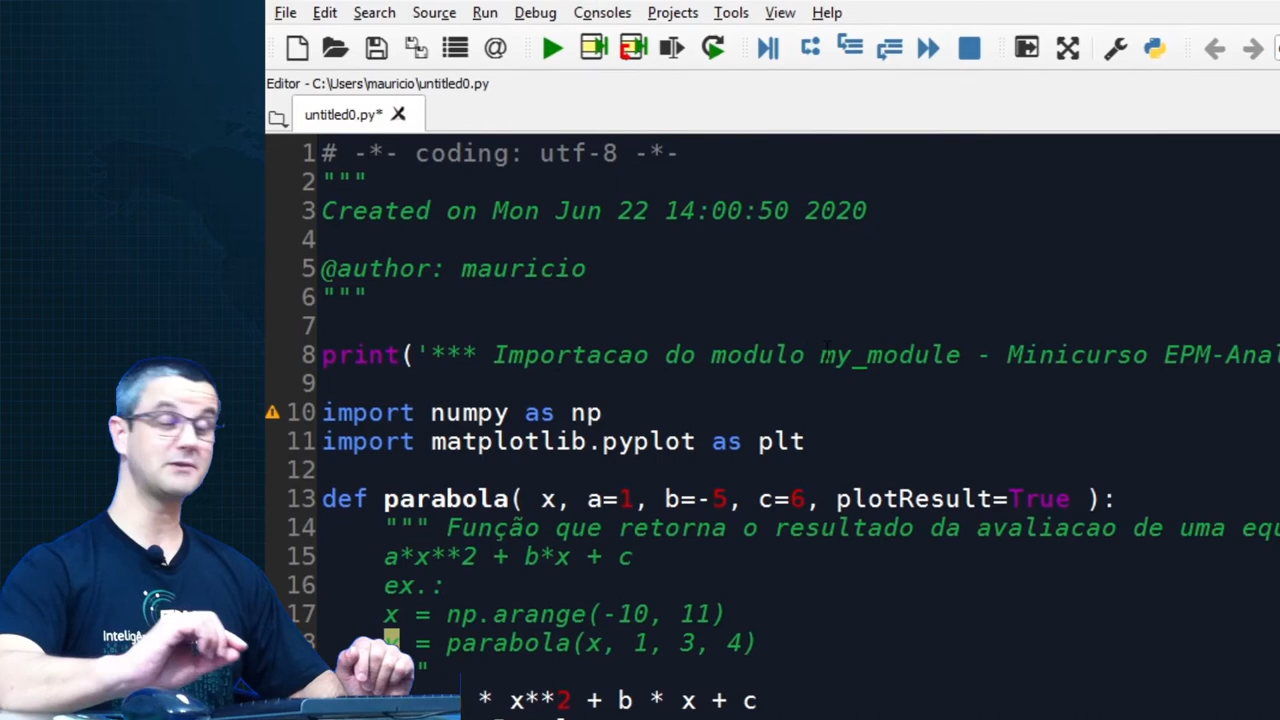 File Edit Search Source Run Debug Consoles Projects Tools View Help
Editor - C:\Users\mauricio\untitled0.py
untitled0.py*
1 # -*- coding: utf-8 -*-
2 """
3 Created on Mon Jun 22 14:00:50 2020
4
5 @author: mauricio
6 """
7
8 print('*** Importacao do modulo my_module - Minicurso EPM-Anal
9
10 import numpy as np
11 import matplotlib.pyplot as plt
12
13 def parabola( x, a=1, b=-5, c=6, plotResult=True ):
14 """ Função que retorna o resultado da avaliacao de uma equ
15 a*x**2 + b*x + c
16 ex.:
17 x = np.arange(-10, 11)
= parabola(x, 1, 3, 4)
"
* x**2 + b * x + c